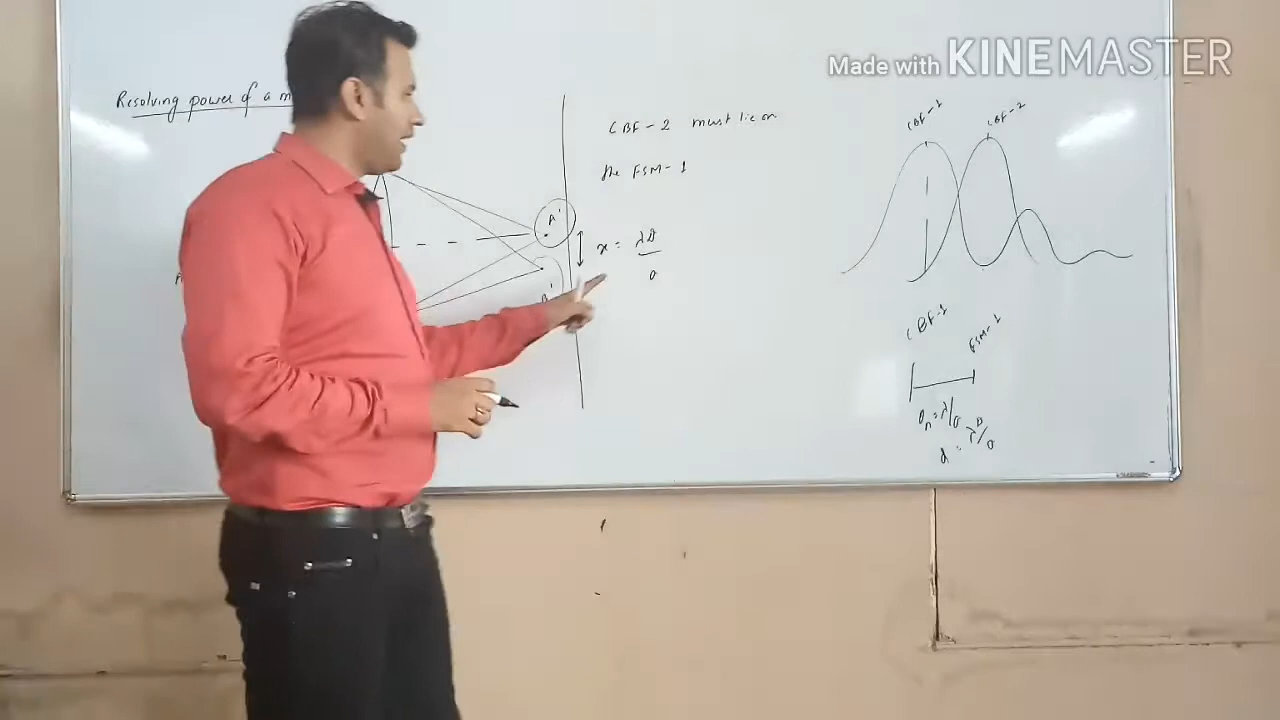 Made with KINEMASTER
Resolving power of a m
CBF-2 must lie on
the FSM-1
A'
x = λD
a
CBF-1
CBF-2
CBF-1
FSM-1
θn = λ/a
d = λD/a